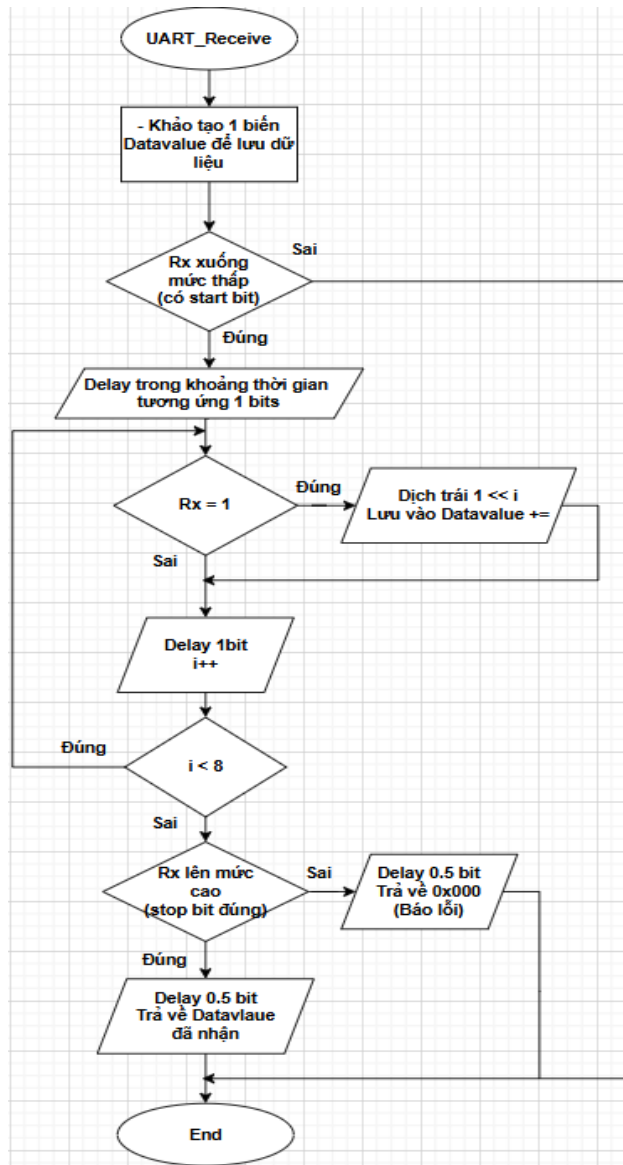 UART_Receive
- Khảo tạo 1 biến
Datavalue để lưu dữ
liệu
Rx xuống
mức thấp
(có start bit)
Sai
Đúng
Delay trong khoảng thời gian
tương ứng 1 bits
Rx = 1
Đúng
Dịch trái 1 << i
Lưu vào Datavalue +=
Sai
Delay 1bit
i++
Đúng
i < 8
Sai
Rx lên mức
cao
(stop bit đúng)
Sai
Delay 0.5 bit
Trả về 0x000
(Báo lỗi)
Đúng
Delay 0.5 bit
Trả về Datavlaue
đã nhận
End